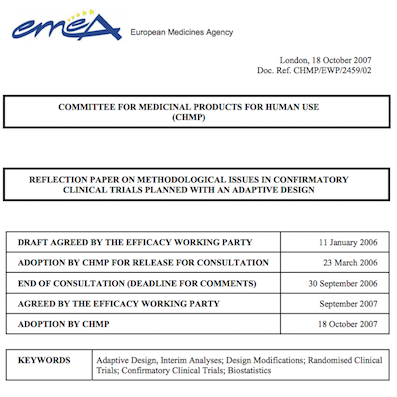 emea European Medicines Agency
London, 18 October 2007
Doc. Ref. CHMP/EWP/2459/02
COMMITTEE FOR MEDICINAL PRODUCTS FOR HUMAN USE
(CHMP)
REFLECTION PAPER ON METHODOLOGICAL ISSUES IN CONFIRMATORY
CLINICAL TRIALS PLANNED WITH AN ADAPTIVE DESIGN
DRAFT AGREED BY THE EFFICACY WORKING PARTY 11 January 2006
ADOPTION BY CHMP FOR RELEASE FOR CONSULTATION 23 March 2006
END OF CONSULTATION (DEADLINE FOR COMMENTS) 30 September 2006
AGREED BY THE EFFICACY WORKING PARTY September 2007
ADOPTION BY CHMP 18 October 2007
KEYWORDS Adaptive Design, Interim Analyses; Design Modifications; Randomised Clinical
Trials; Confirmatory Clinical Trials; Biostatistics